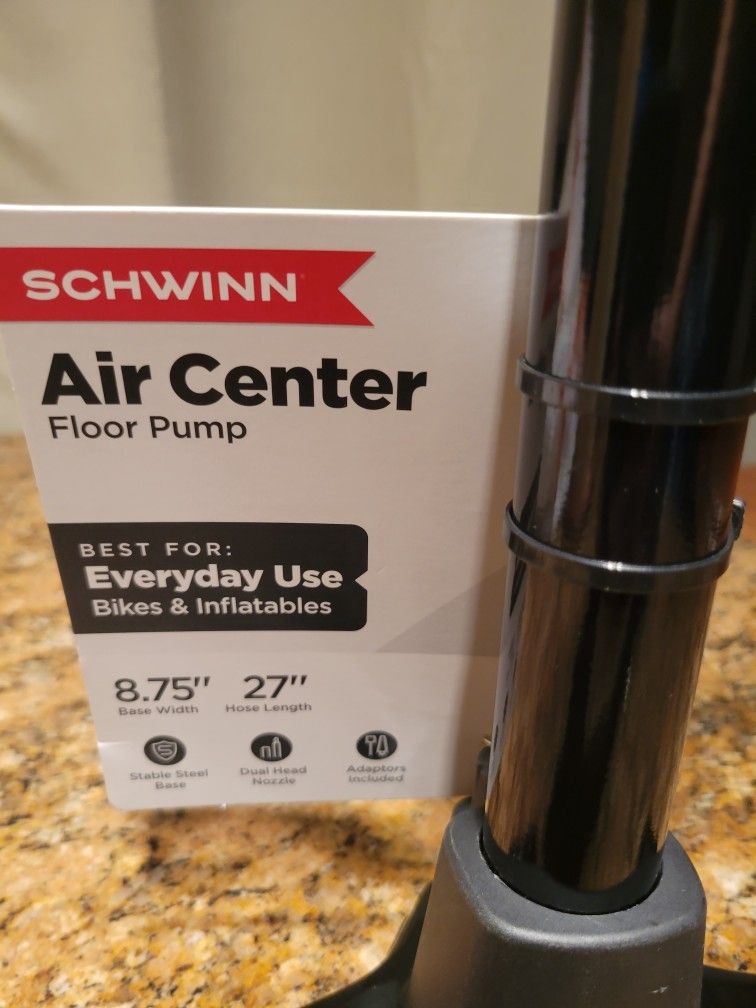 SCHWINN
Air Center
Floor Pump
BEST FOR:
Everyday Use
Bikes & Inflatables
8.75" 27"
Base Width Hose Length
Stable Steel Dual Head Adaptors
Base Nozzle Included